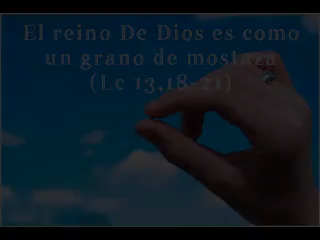 El reino De Dios es como
un grano de mostaza
(Lc 13,18-21)